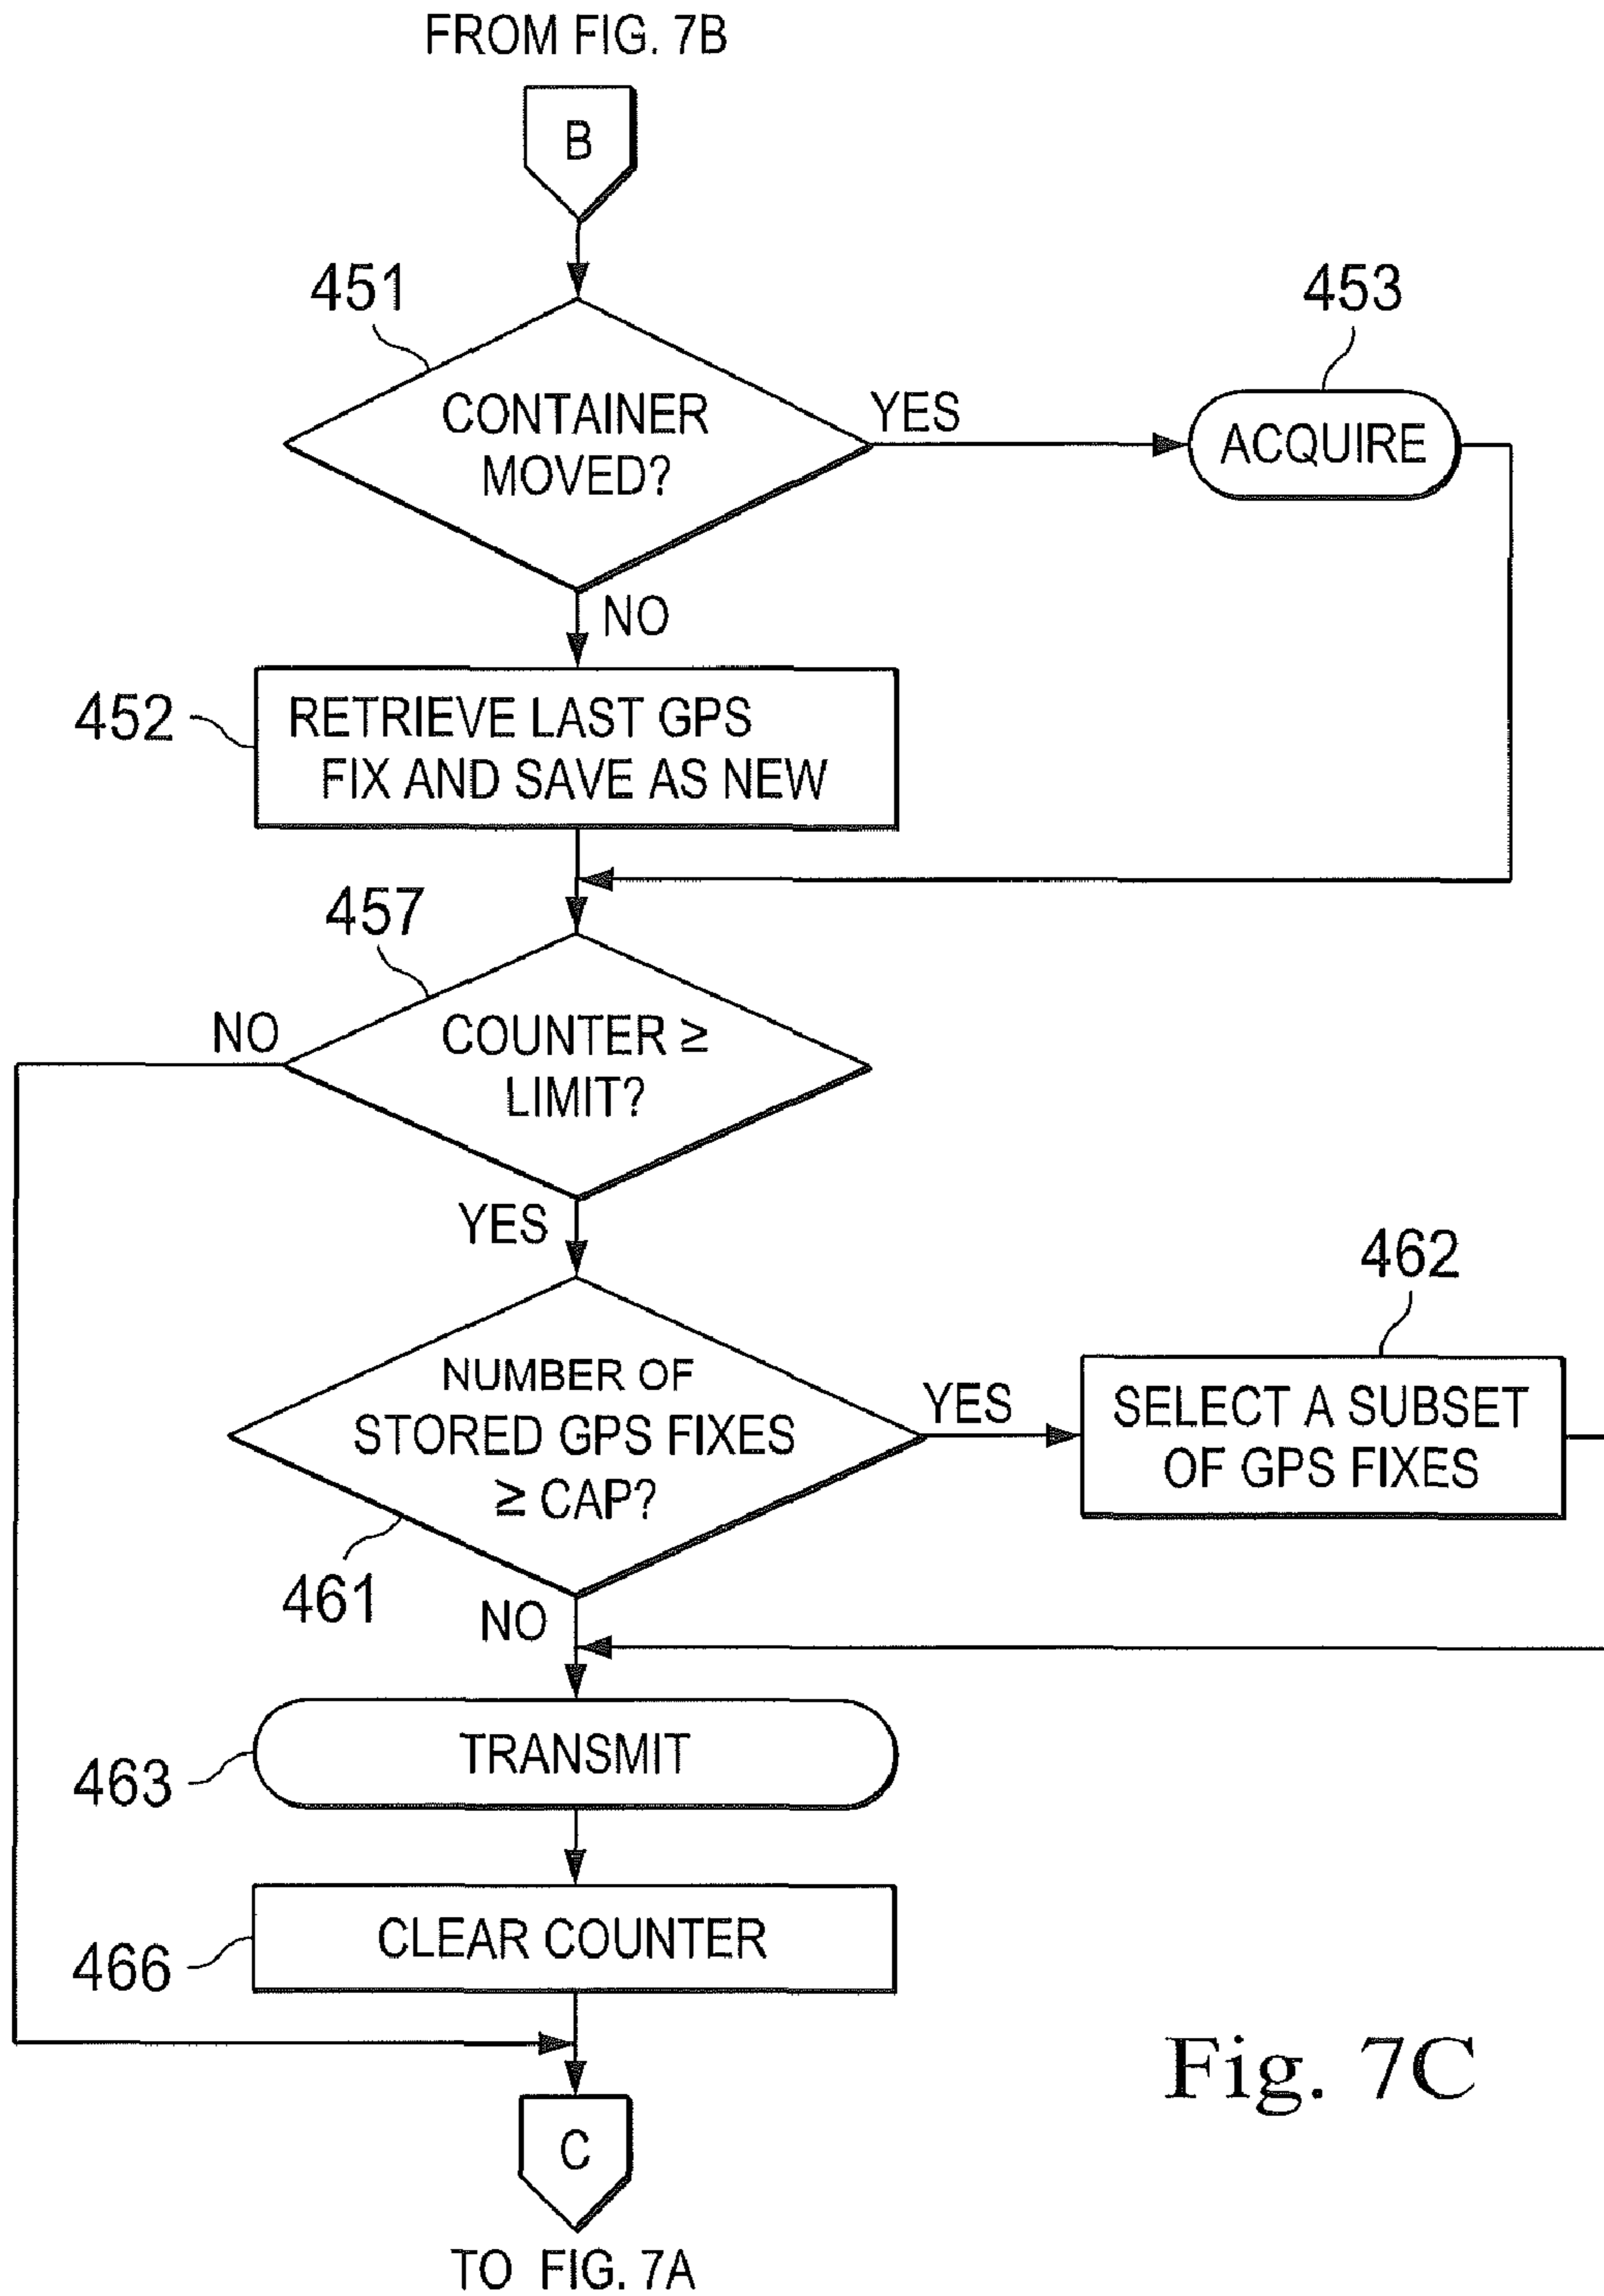 FROM FIG. 7B
B
451
453
CONTAINER
MOVED?
YES
ACQUIRE
NO
452
RETRIEVE LAST GPS
FIX AND SAVE AS NEW
457
NO
COUNTER ≥
LIMIT?
YES
462
NUMBER OF
STORED GPS FIXES
≥ CAP?
YES
SELECT A SUBSET
OF GPS FIXES
461
NO
TRANSMIT
463
CLEAR COUNTER
466
Fig. 7C
C
TO FIG. 7A